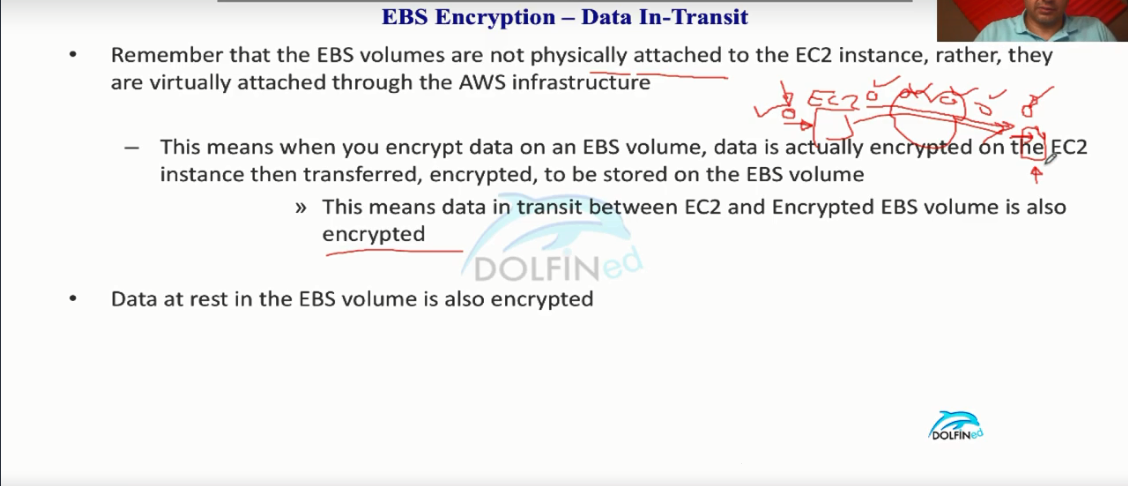 EBS Encryption – Data In-Transit
• Remember that the EBS volumes are not physically attached to the EC2 instance, rather, they
are virtually attached through the AWS infrastructure
EC2
– This means when you encrypt data on an EBS volume, data is actually encrypted on the EC2
instance then transferred, encrypted, to be stored on the EBS volume
» This means data in transit between EC2 and Encrypted EBS volume is also
encrypted
DOLFINed
• Data at rest in the EBS volume is also encrypted
DOLFINed